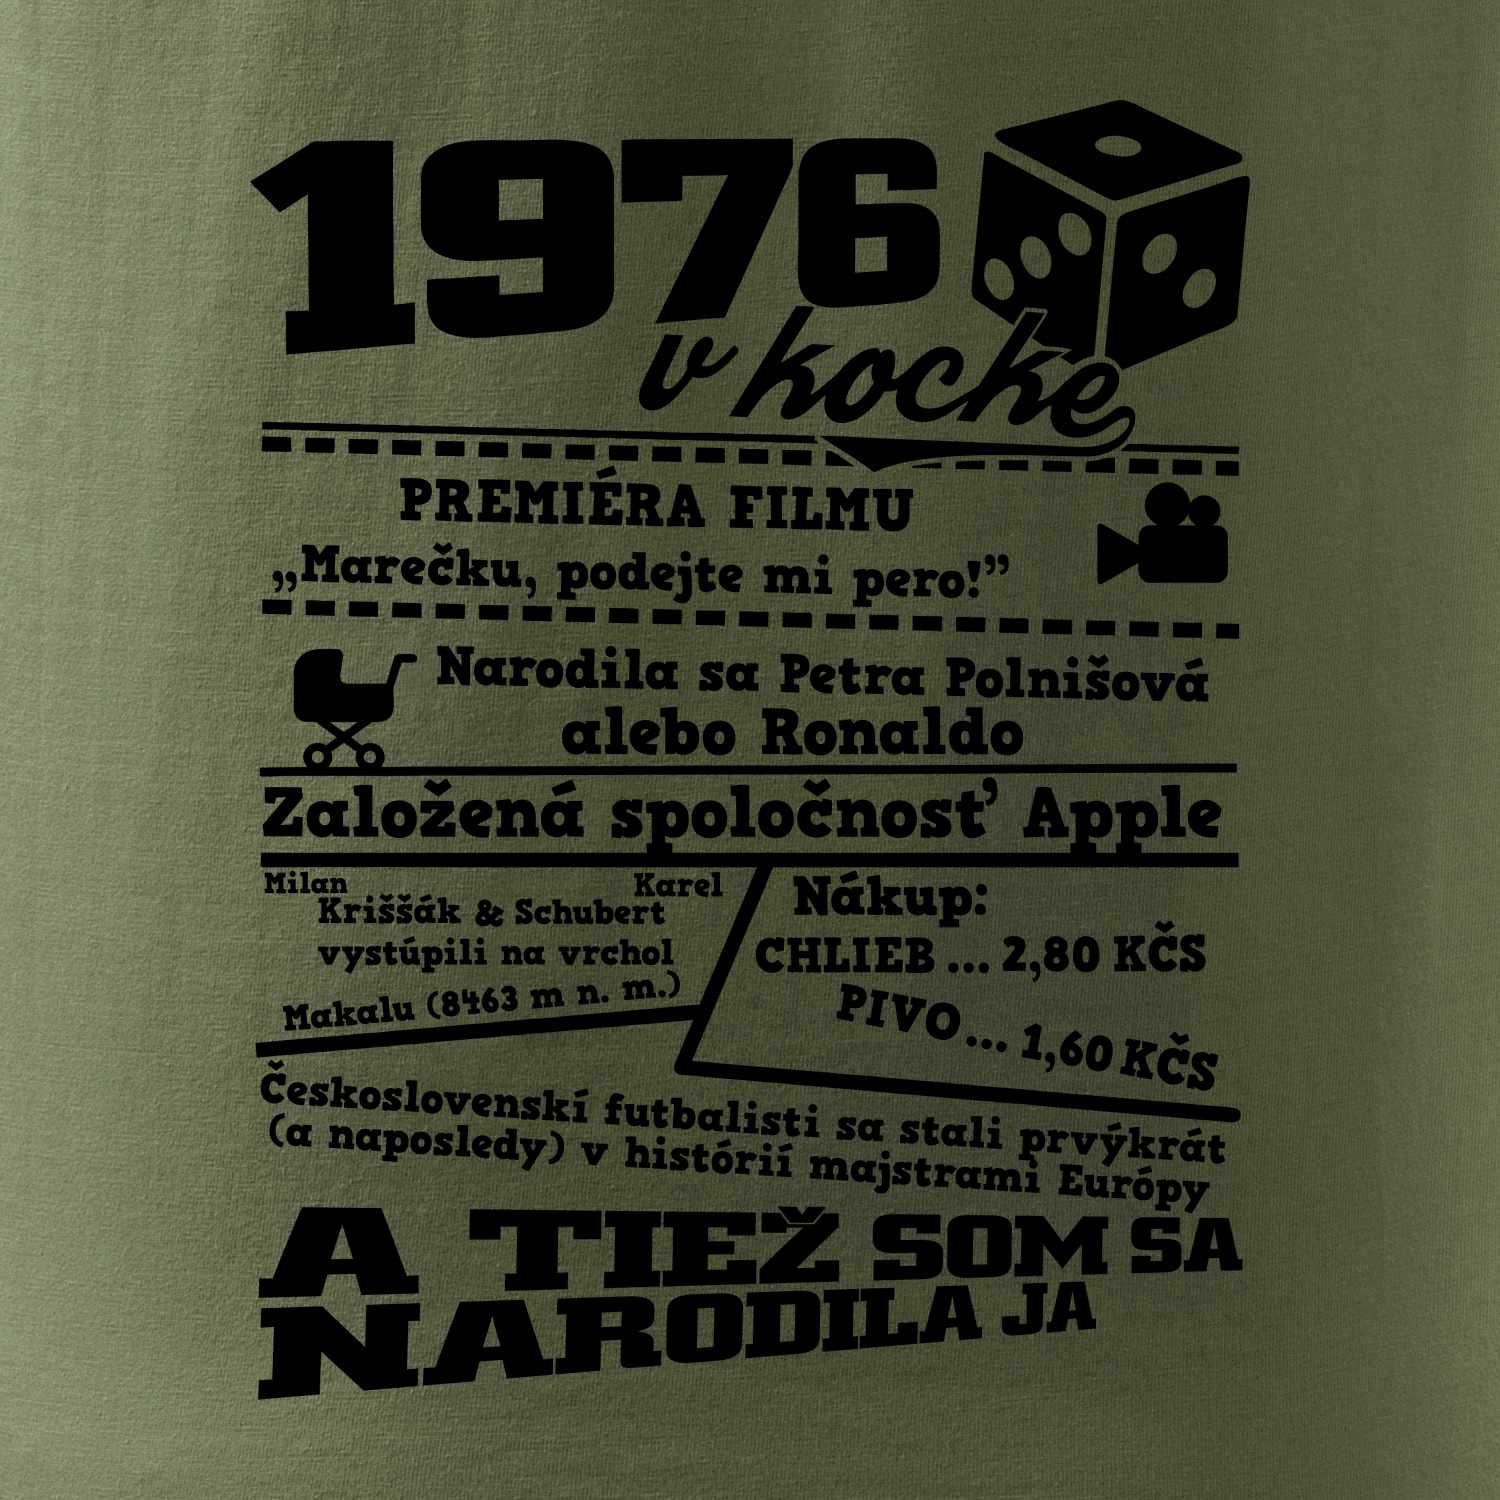 1976
v kocke
PREMIÉRA FILMU
„Marečku, podejte mi pero!”
Narodila sa Petra Polnišová
alebo Ronaldo
Založená spoločnosť Apple
Milan Karel
Kriššák & Schubert
vystúpili na vrchol
Makalu (8463 m n. m.)
Nákup:
CHLIEB ... 2,80 KČS
PIVO ... 1,60 KČS
Československí futbalisti sa stali prvýkrát
(a naposledy) v histórií majstrami Európy
A TIEŽ SOM SA
NARODILA JA